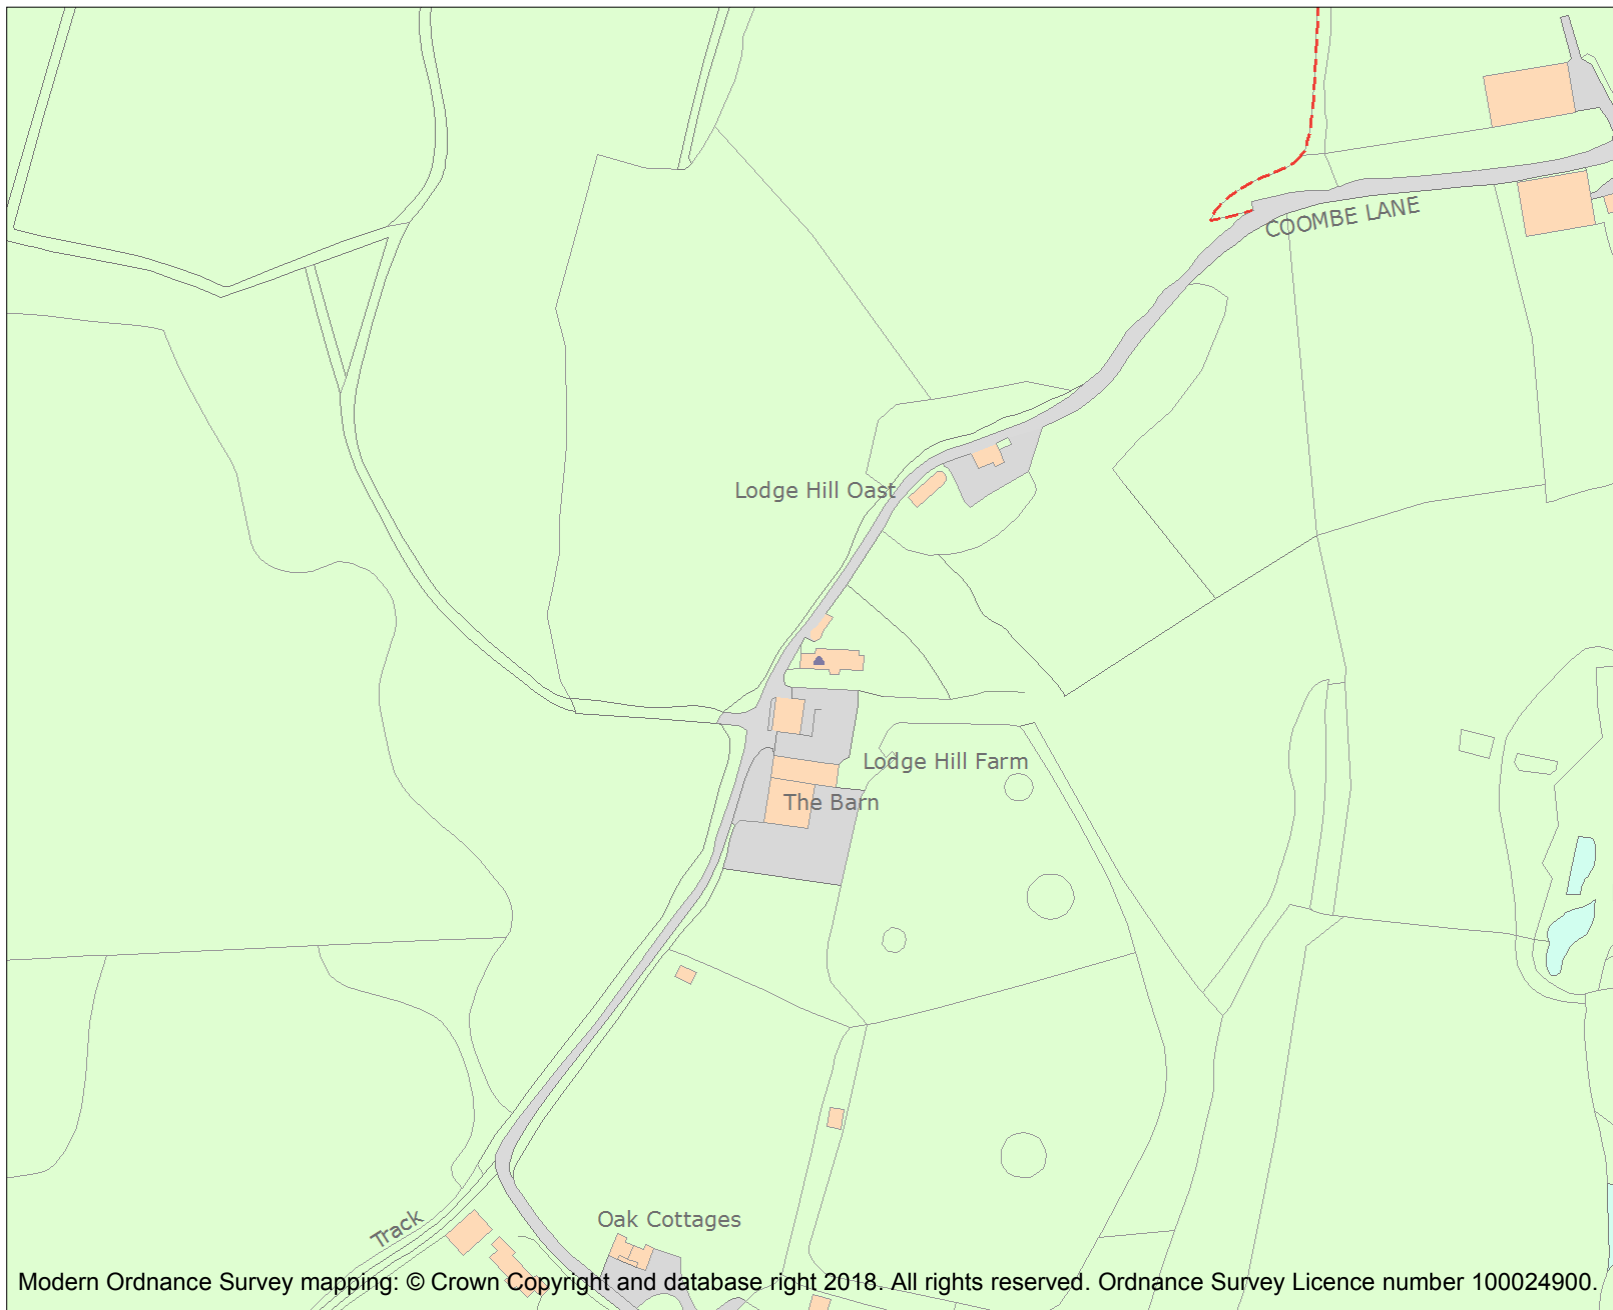 COOMBE LANE
Lodge Hill Oast
Lodge Hill Farm
The Barn
Track
Oak Cottages
Modern Ordnance Survey mapping: © Crown Copyright and database right 2018. All rights reserved. Ordnance Survey Licence number 100024900.